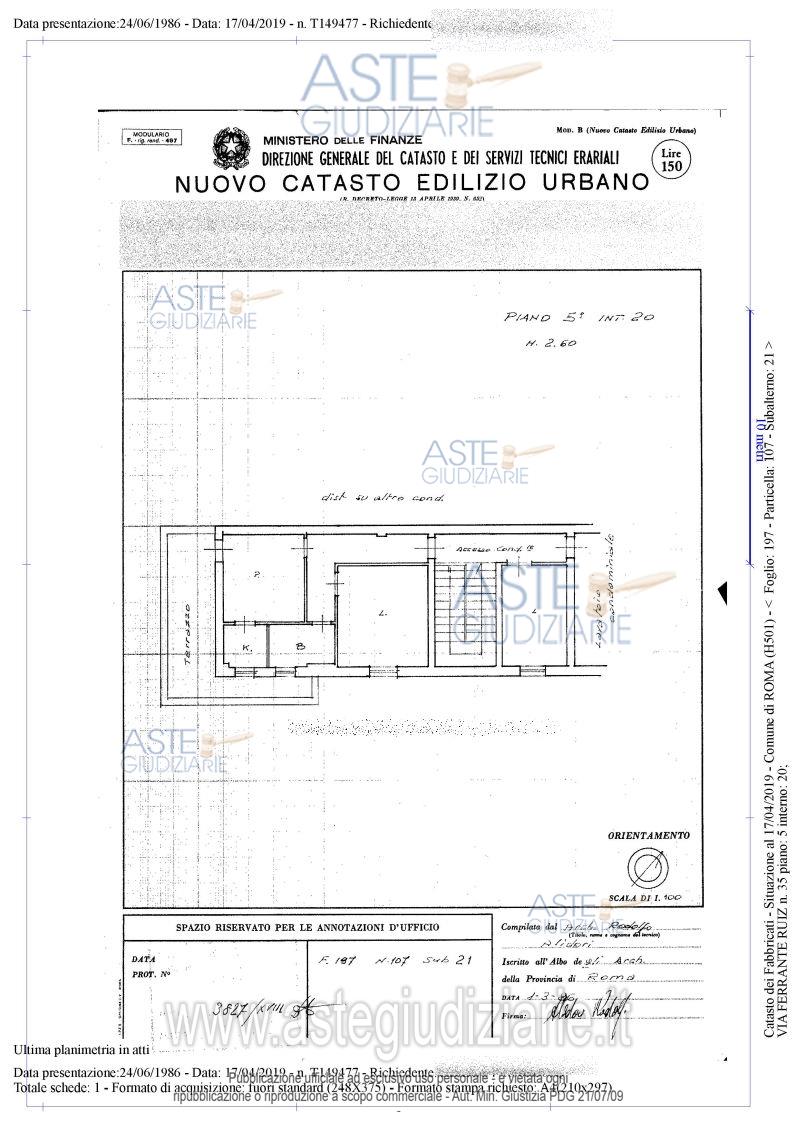 Data presentazione:24/06/1986 - Data: 17/04/2019 - n. T149477 - Richiedente
ASTE
GIUDIZIARIE
MODULARIO
F. - rig. rend. - 497
MOD. B (Nuovo Catasto Edilizio Urbano)
MINISTERO DELLE FINANZE
DIREZIONE GENERALE DEL CATASTO E DEI SERVIZI TECNICI ERARIALI
Lire
150
NUOVO CATASTO EDILIZIO URBANO
(R. DECRETO-LEGGE 13 APRILE 1939, N. 652)
ASTE
GIUDIZIARIE
PIANO 5° INT. 20
H. 2.60
ASTE
GIUDIZIARIE
dist su altro cond.
Accesso Cond.le
P.
L.
L
K.
B
Terrazzo
Lavatoio
condominiale
ASTE
GIUDIZIARIE
ASTE
GIUDIZIARIE
ORIENTAMENTO
SCALA DI 1. 100
ASTE
GIUDIZIARIE
SPAZIO RISERVATO PER LE ANNOTAZIONI D'UFFICIO
DATA
PROT. N°
F. 197 N. 107 Sub 21
3827/XVIII 86
Compilata dal Arch. Rodolfo
(Titolo, nome e cognome del tecnico)
Alidori
Iscritto all'Albo degli Arch.
della Provincia di Roma
DATA 1-3-86
Firma:
www.astegiudiziarie.it
Ultima planimetria in atti
Data presentazione:24/06/1986 - Data: 17/04/2019 - n. T149477 - Richiedente
Totale schede: 1 - Formato di acquisizione: fuori standard (248X375) - Formato stampa richiesto: A4(210x297)
Pubblicazione ufficiale ad esclusivo uso personale - è vietata ogni
ripubblicazione o riproduzione a scopo commerciale - Aut. Min. Giustizia PDG 21/07/09
10 metri
Catasto dei Fabbricati - Situazione al 17/04/2019 - Comune di ROMA (H501) - < Foglio: 197 - Particella: 107 - Subalterno: 21 >
VIA FERRANTE RUIZ n. 35 piano: 5 interno: 20;